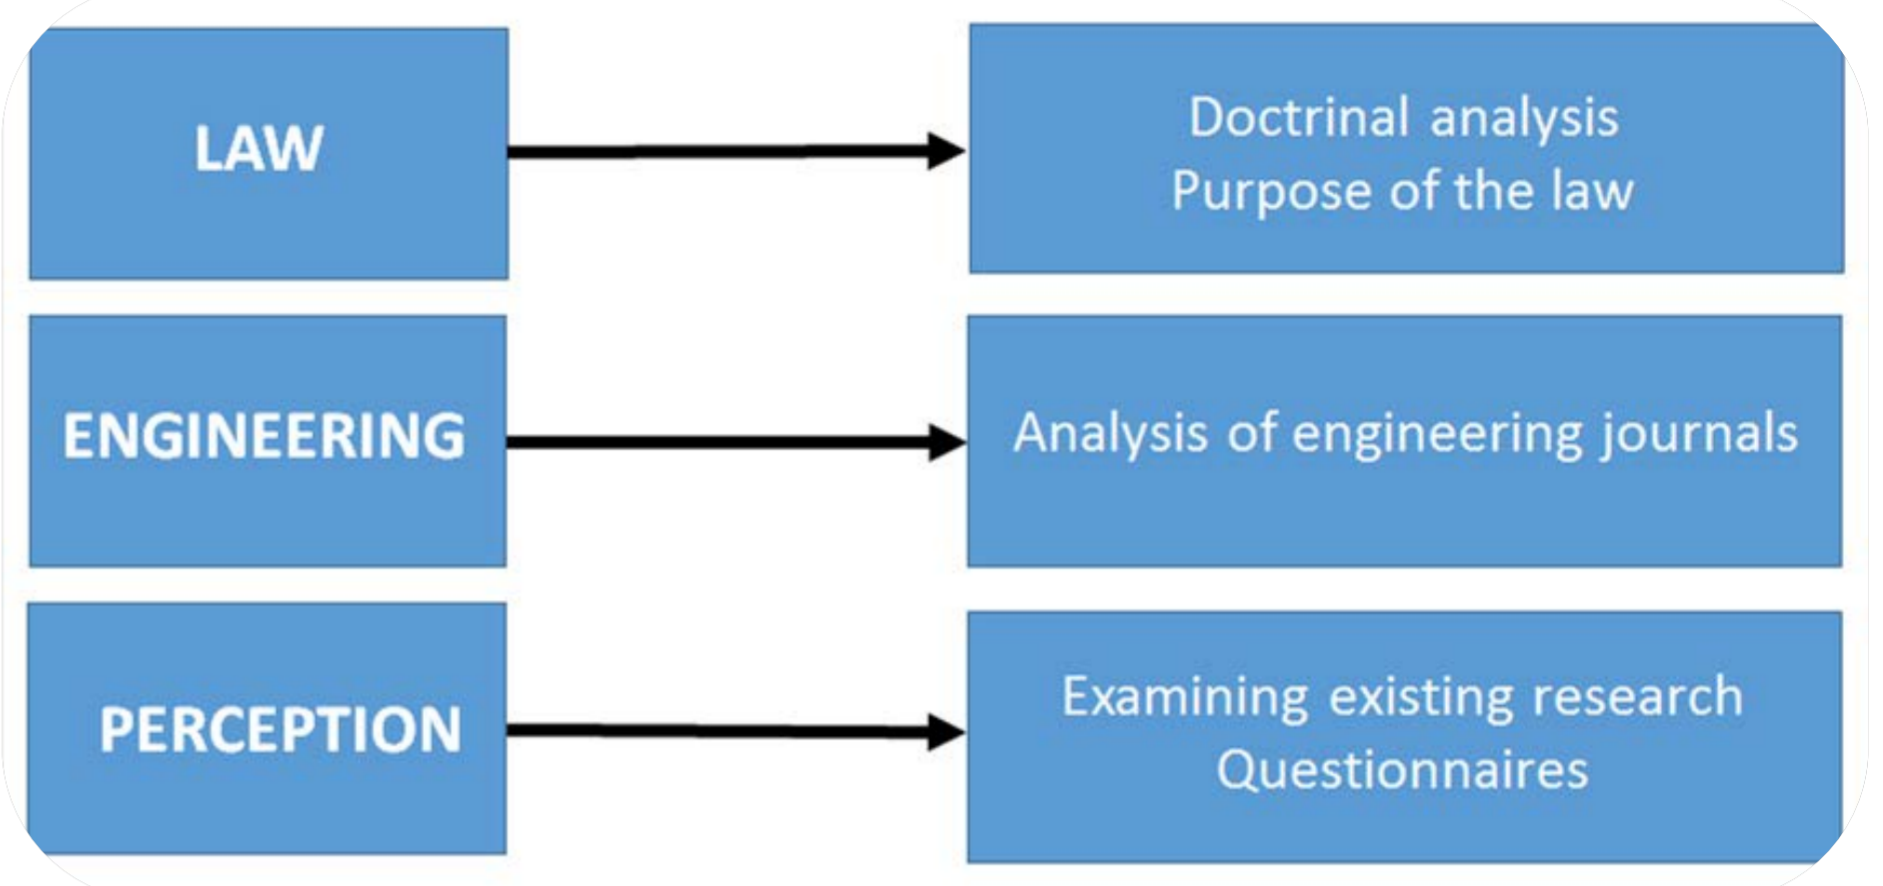 LAW
Doctrinal analysis
Purpose of the law
ENGINEERING
Analysis of engineering journals
PERCEPTION
Examining existing research
Questionnaires